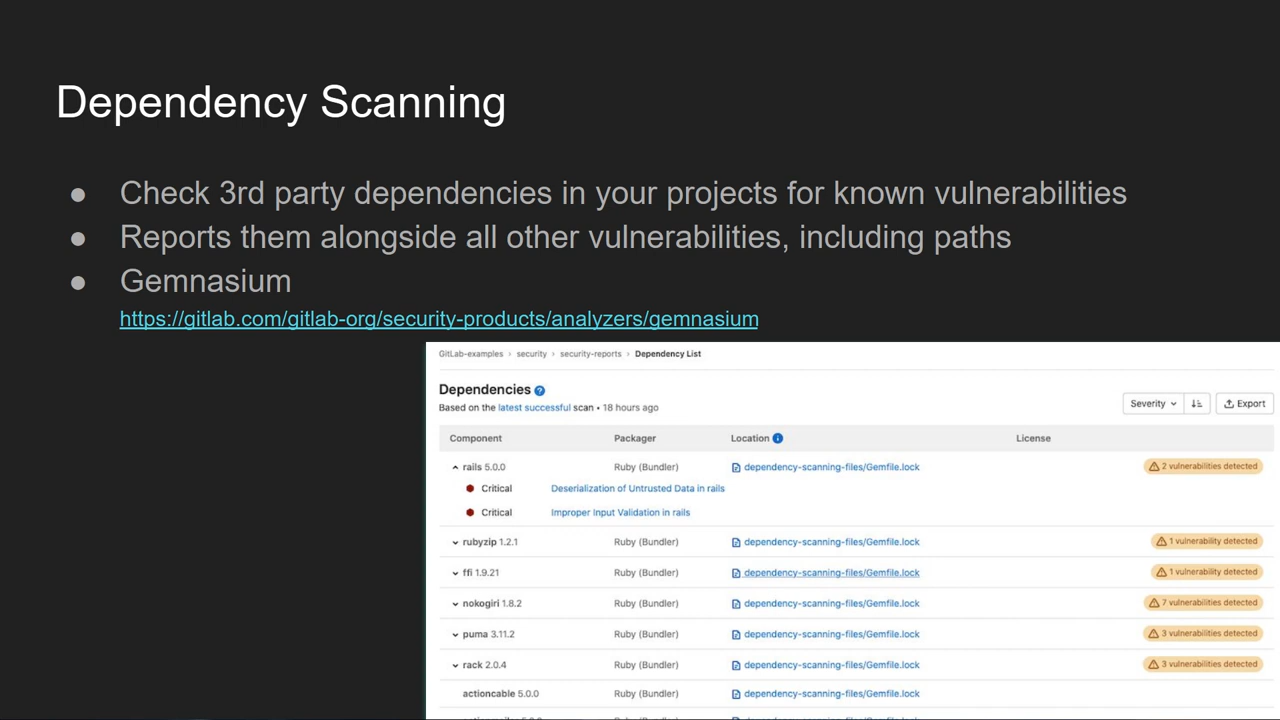 Dependency Scanning
● Check 3rd party dependencies in your projects for known vulnerabilities
● Reports them alongside all other vulnerabilities, including paths
● Gemnasium
https://gitlab.com/gitlab-org/security-products/analyzers/gemnasium
GitLab-examples › security › security-reports › Dependency List
Dependencies ?
Based on the latest successful scan • 18 hours ago
Severity Export
Component Packager Location License
rails 5.0.0 Ruby (Bundler) dependency-scanning-files/Gemfile.lock 2 vulnerabilities detected
Critical Deserialization of Untrusted Data in rails
Critical Improper Input Validation in rails
rubyzip 1.2.1 Ruby (Bundler) dependency-scanning-files/Gemfile.lock 1 vulnerability detected
ffi 1.9.21 Ruby (Bundler) dependency-scanning-files/Gemfile.lock 1 vulnerability detected
nokogiri 1.8.2 Ruby (Bundler) dependency-scanning-files/Gemfile.lock 7 vulnerabilities detected
puma 3.11.2 Ruby (Bundler) dependency-scanning-files/Gemfile.lock 3 vulnerabilities detected
rack 2.0.4 Ruby (Bundler) dependency-scanning-files/Gemfile.lock 3 vulnerabilities detected
actioncable 5.0.0 Ruby (Bundler) dependency-scanning-files/Gemfile.lock